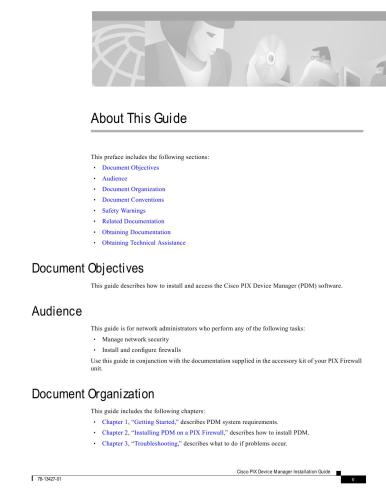 About This Guide
This preface includes the following sections:
• Document Objectives
• Audience
• Document Organization
• Document Conventions
• Safety Warnings
• Related Documentation
• Obtaining Documentation
• Obtaining Technical Assistance
Document Objectives
This guide describes how to install and access the Cisco PIX Device Manager (PDM) software.
Audience
This guide is for network administrators who perform any of the following tasks:
• Manage network security
• Install and configure firewalls
Use this guide in conjunction with the documentation supplied in the accessory kit of your PIX Firewall
unit.
Document Organization
This guide includes the following chapters:
• Chapter 1, “Getting Started,” describes PDM system requirements.
• Chapter 2, “Installing PDM on a PIX Firewall,” describes how to install PDM.
• Chapter 3, “Troubleshooting,” describes what to do if problems occur.
Cisco PIX Device Manager Installation Guide
78-13427-01
v